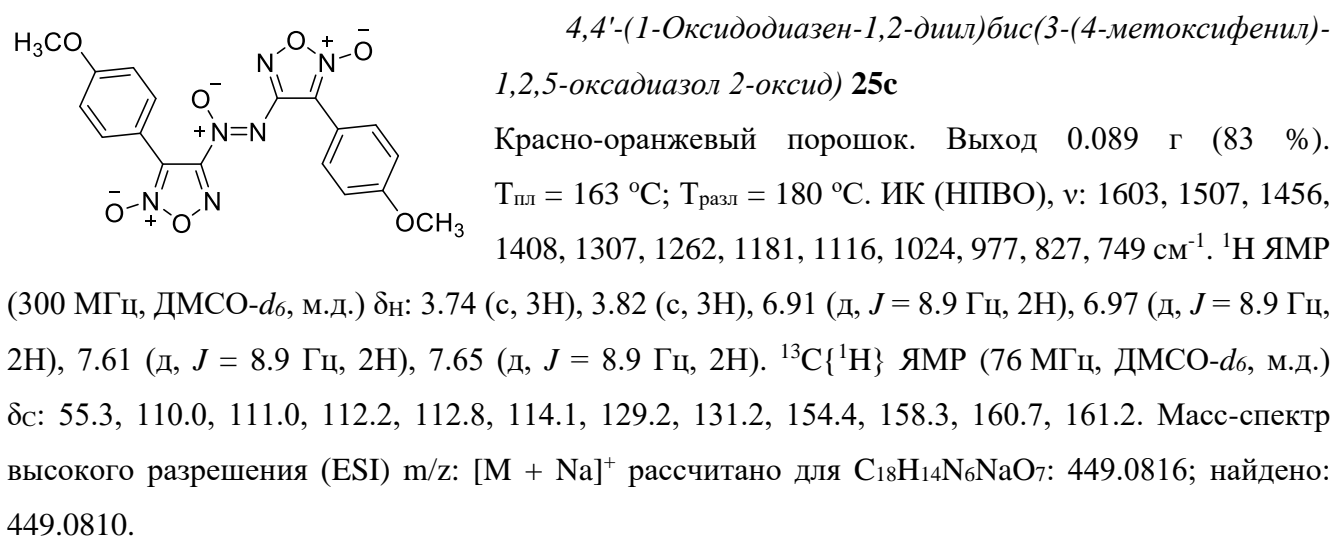 4,4'-(1-Оксидодиазен-1,2-диил)бис(3-(4-метоксифенил)-
1,2,5-оксадиазол 2-оксид) 25c
Красно-оранжевый порошок. Выход 0.089 г (83 %).
Tпл = 163 ºC; Tразл = 180 ºC. ИК (НПВО), ν: 1603, 1507, 1456,
1408, 1307, 1262, 1181, 1116, 1024, 977, 827, 749 см-1. 1H ЯМР
(300 МГц, ДМСО-d6, м.д.) δH: 3.74 (с, 3H), 3.82 (с, 3H), 6.91 (д, J = 8.9 Гц, 2H), 6.97 (д, J = 8.9 Гц,
2H), 7.61 (д, J = 8.9 Гц, 2H), 7.65 (д, J = 8.9 Гц, 2H). 13C{1H} ЯМР (76 МГц, ДМСО-d6, м.д.)
δC: 55.3, 110.0, 111.0, 112.2, 112.8, 114.1, 129.2, 131.2, 154.4, 158.3, 160.7, 161.2. Масс-спектр
высокого разрешения (ESI) m/z: [M + Na]+ рассчитано для C18H14N6NaO7: 449.0816; найдено:
449.0810.
H3CO
O
N
N
+
O
−
O
−
+
N
N
−
O
N
+
O
N
OCH3